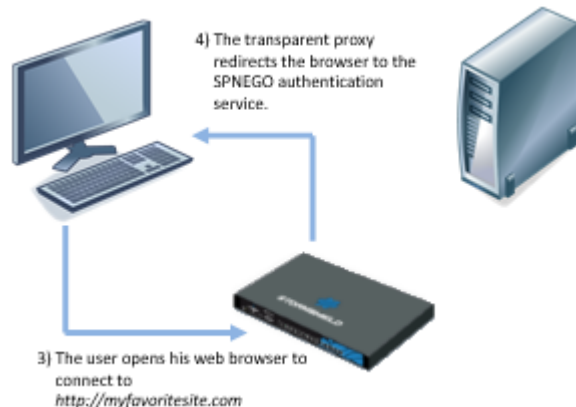 4) The transparent proxy
redirects the browser to the
SPNEGO authentication
service.
STORMSHIELD
3) The user opens his web browser to
connect to
http://myfavoritesite.com